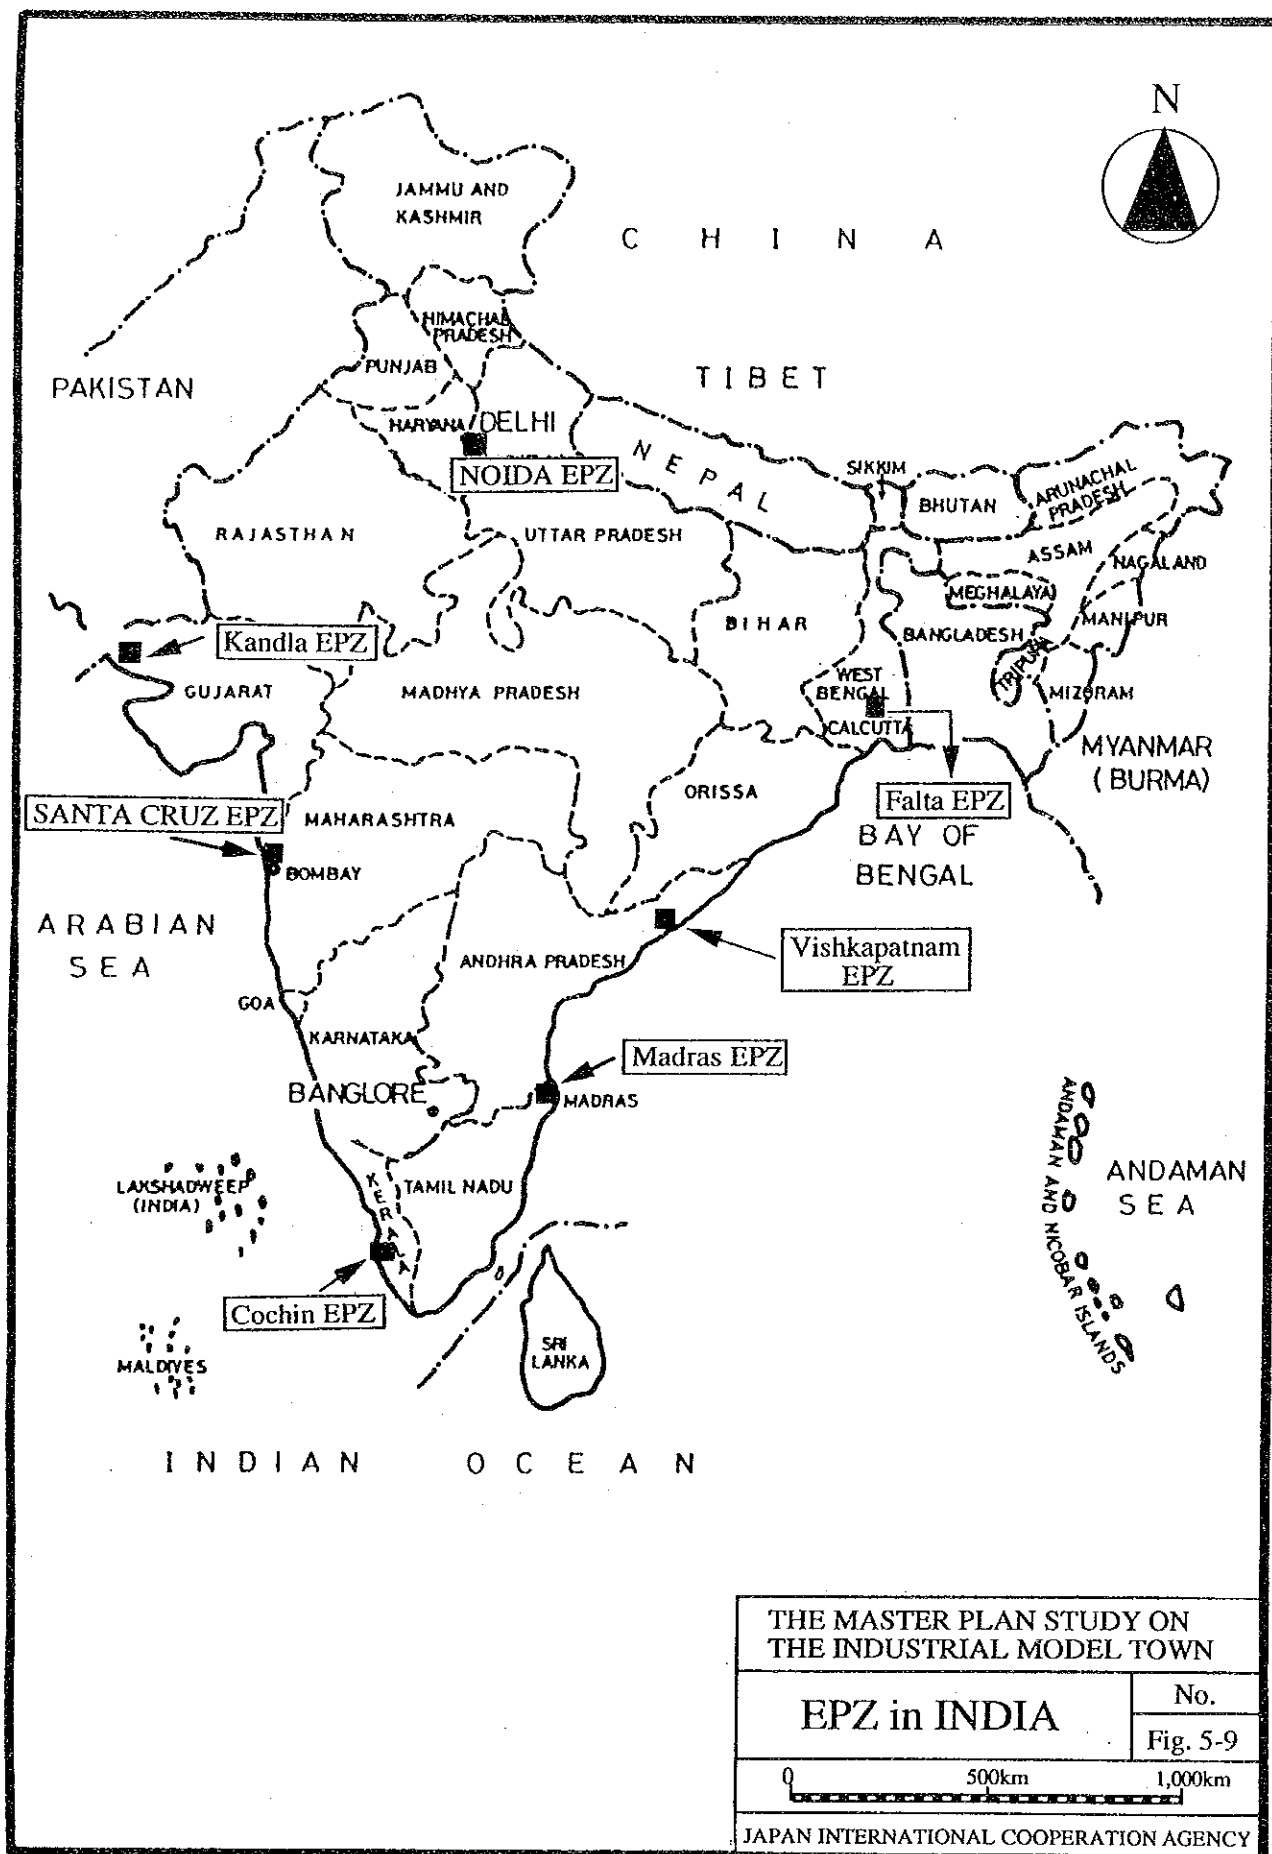 N
JAMMU AND
KASHMIR
C H I N A
HIMACHAL
PRADESH
PUNJAB
TIBET
PAKISTAN
HARYANA
DELHI
NOIDA EPZ
NEPAL
SIKKIM
BHUTAN
ARUNACHAL
PRADESH
RAJASTHAN
UTTAR PRADESH
ASSAM
NAGALAND
MEGHALAYA
MANIPUR
BIHAR
BANGLADESH
Kandla EPZ
TRIPURA
GUJARAT
MADHYA PRADESH
WEST
BENGAL
MIZORAM
CALCUTTA
MYANMAR
(BURMA)
ORISSA
Falta EPZ
SANTA CRUZ EPZ
MAHARASHTRA
BAY OF
BENGAL
BOMBAY
ARABIAN
SEA
Vishkapatnam
EPZ
ANDHRA PRADESH
GOA
KARNATAKA
Madras EPZ
BANGLORE
MADRAS
ANDAMAN AND NICOBAR ISLANDS
ANDAMAN
SEA
LAKSHADWEEP
(INDIA)
KERALA
TAMIL NADU
Cochin EPZ
SRI
LANKA
MALDIVES
INDIAN OCEAN
THE MASTER PLAN STUDY ON
THE INDUSTRIAL MODEL TOWN
EPZ in INDIA
No.
Fig. 5-9
0 500km 1,000km
JAPAN INTERNATIONAL COOPERATION AGENCY